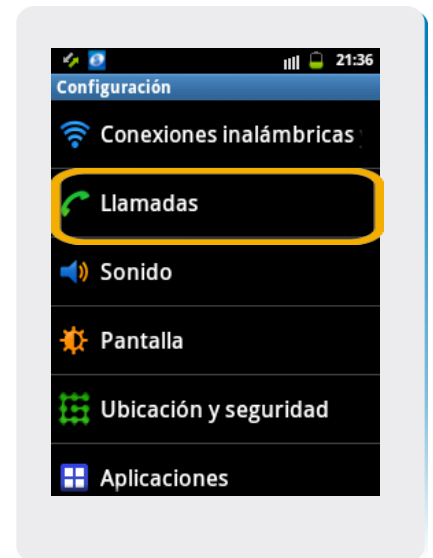 21:36
Configuración
Conexiones inalámbricas
Llamadas
Sonido
Pantalla
Ubicación y seguridad
Aplicaciones